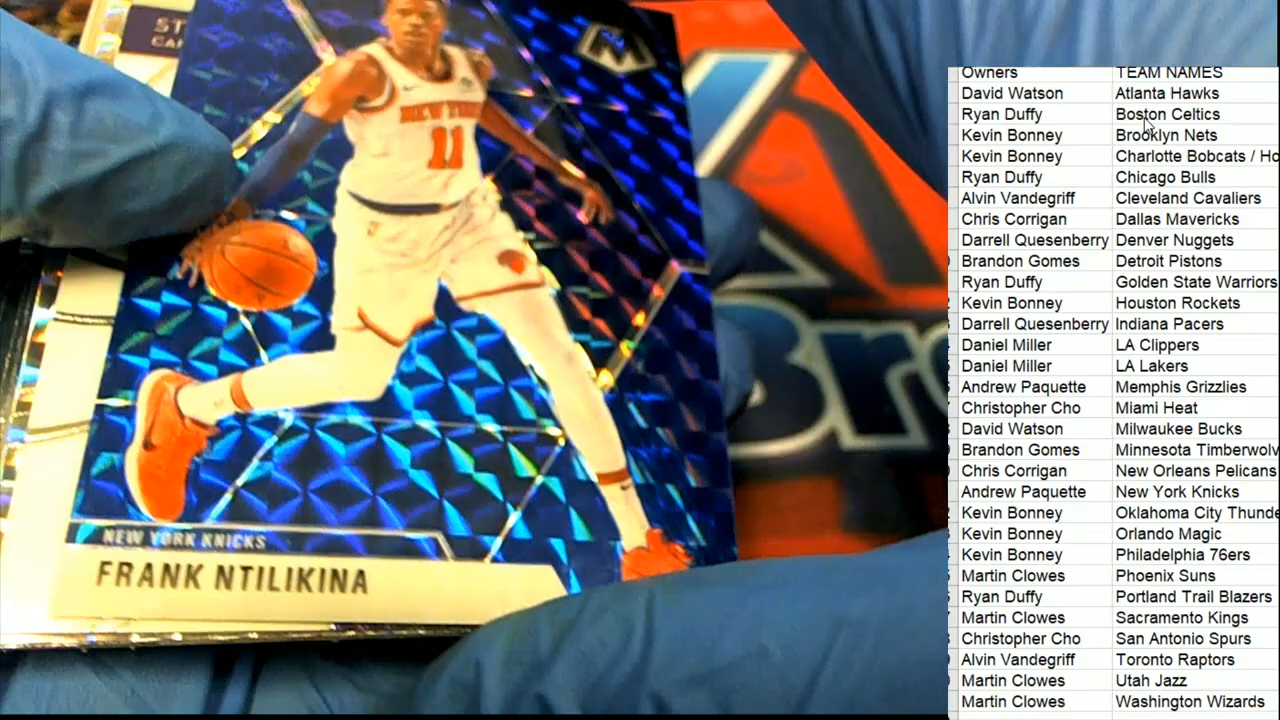 ST
CA
M
NEW YORK
11
NEW YORK KNICKS
FRANK NTILIKINA
Bre
Owners TEAM NAMES
David Watson Atlanta Hawks
Ryan Duffy Boston Celtics
Kevin Bonney Brooklyn Nets
Kevin Bonney Charlotte Bobcats / Ho
Ryan Duffy Chicago Bulls
Alvin Vandegriff Cleveland Cavaliers
Chris Corrigan Dallas Mavericks
Darrell Quesenberry Denver Nuggets
Brandon Gomes Detroit Pistons
Ryan Duffy Golden State Warriors
Kevin Bonney Houston Rockets
Darrell Quesenberry Indiana Pacers
Daniel Miller LA Clippers
Daniel Miller LA Lakers
Andrew Paquette Memphis Grizzlies
Christopher Cho Miami Heat
David Watson Milwaukee Bucks
Brandon Gomes Minnesota Timberwolv
Chris Corrigan New Orleans Pelicans
Andrew Paquette New York Knicks
Kevin Bonney Oklahoma City Thunde
Kevin Bonney Orlando Magic
Kevin Bonney Philadelphia 76ers
Martin Clowes Phoenix Suns
Ryan Duffy Portland Trail Blazers
Martin Clowes Sacramento Kings
Christopher Cho San Antonio Spurs
Alvin Vandegriff Toronto Raptors
Martin Clowes Utah Jazz
Martin Clowes Washington Wizards